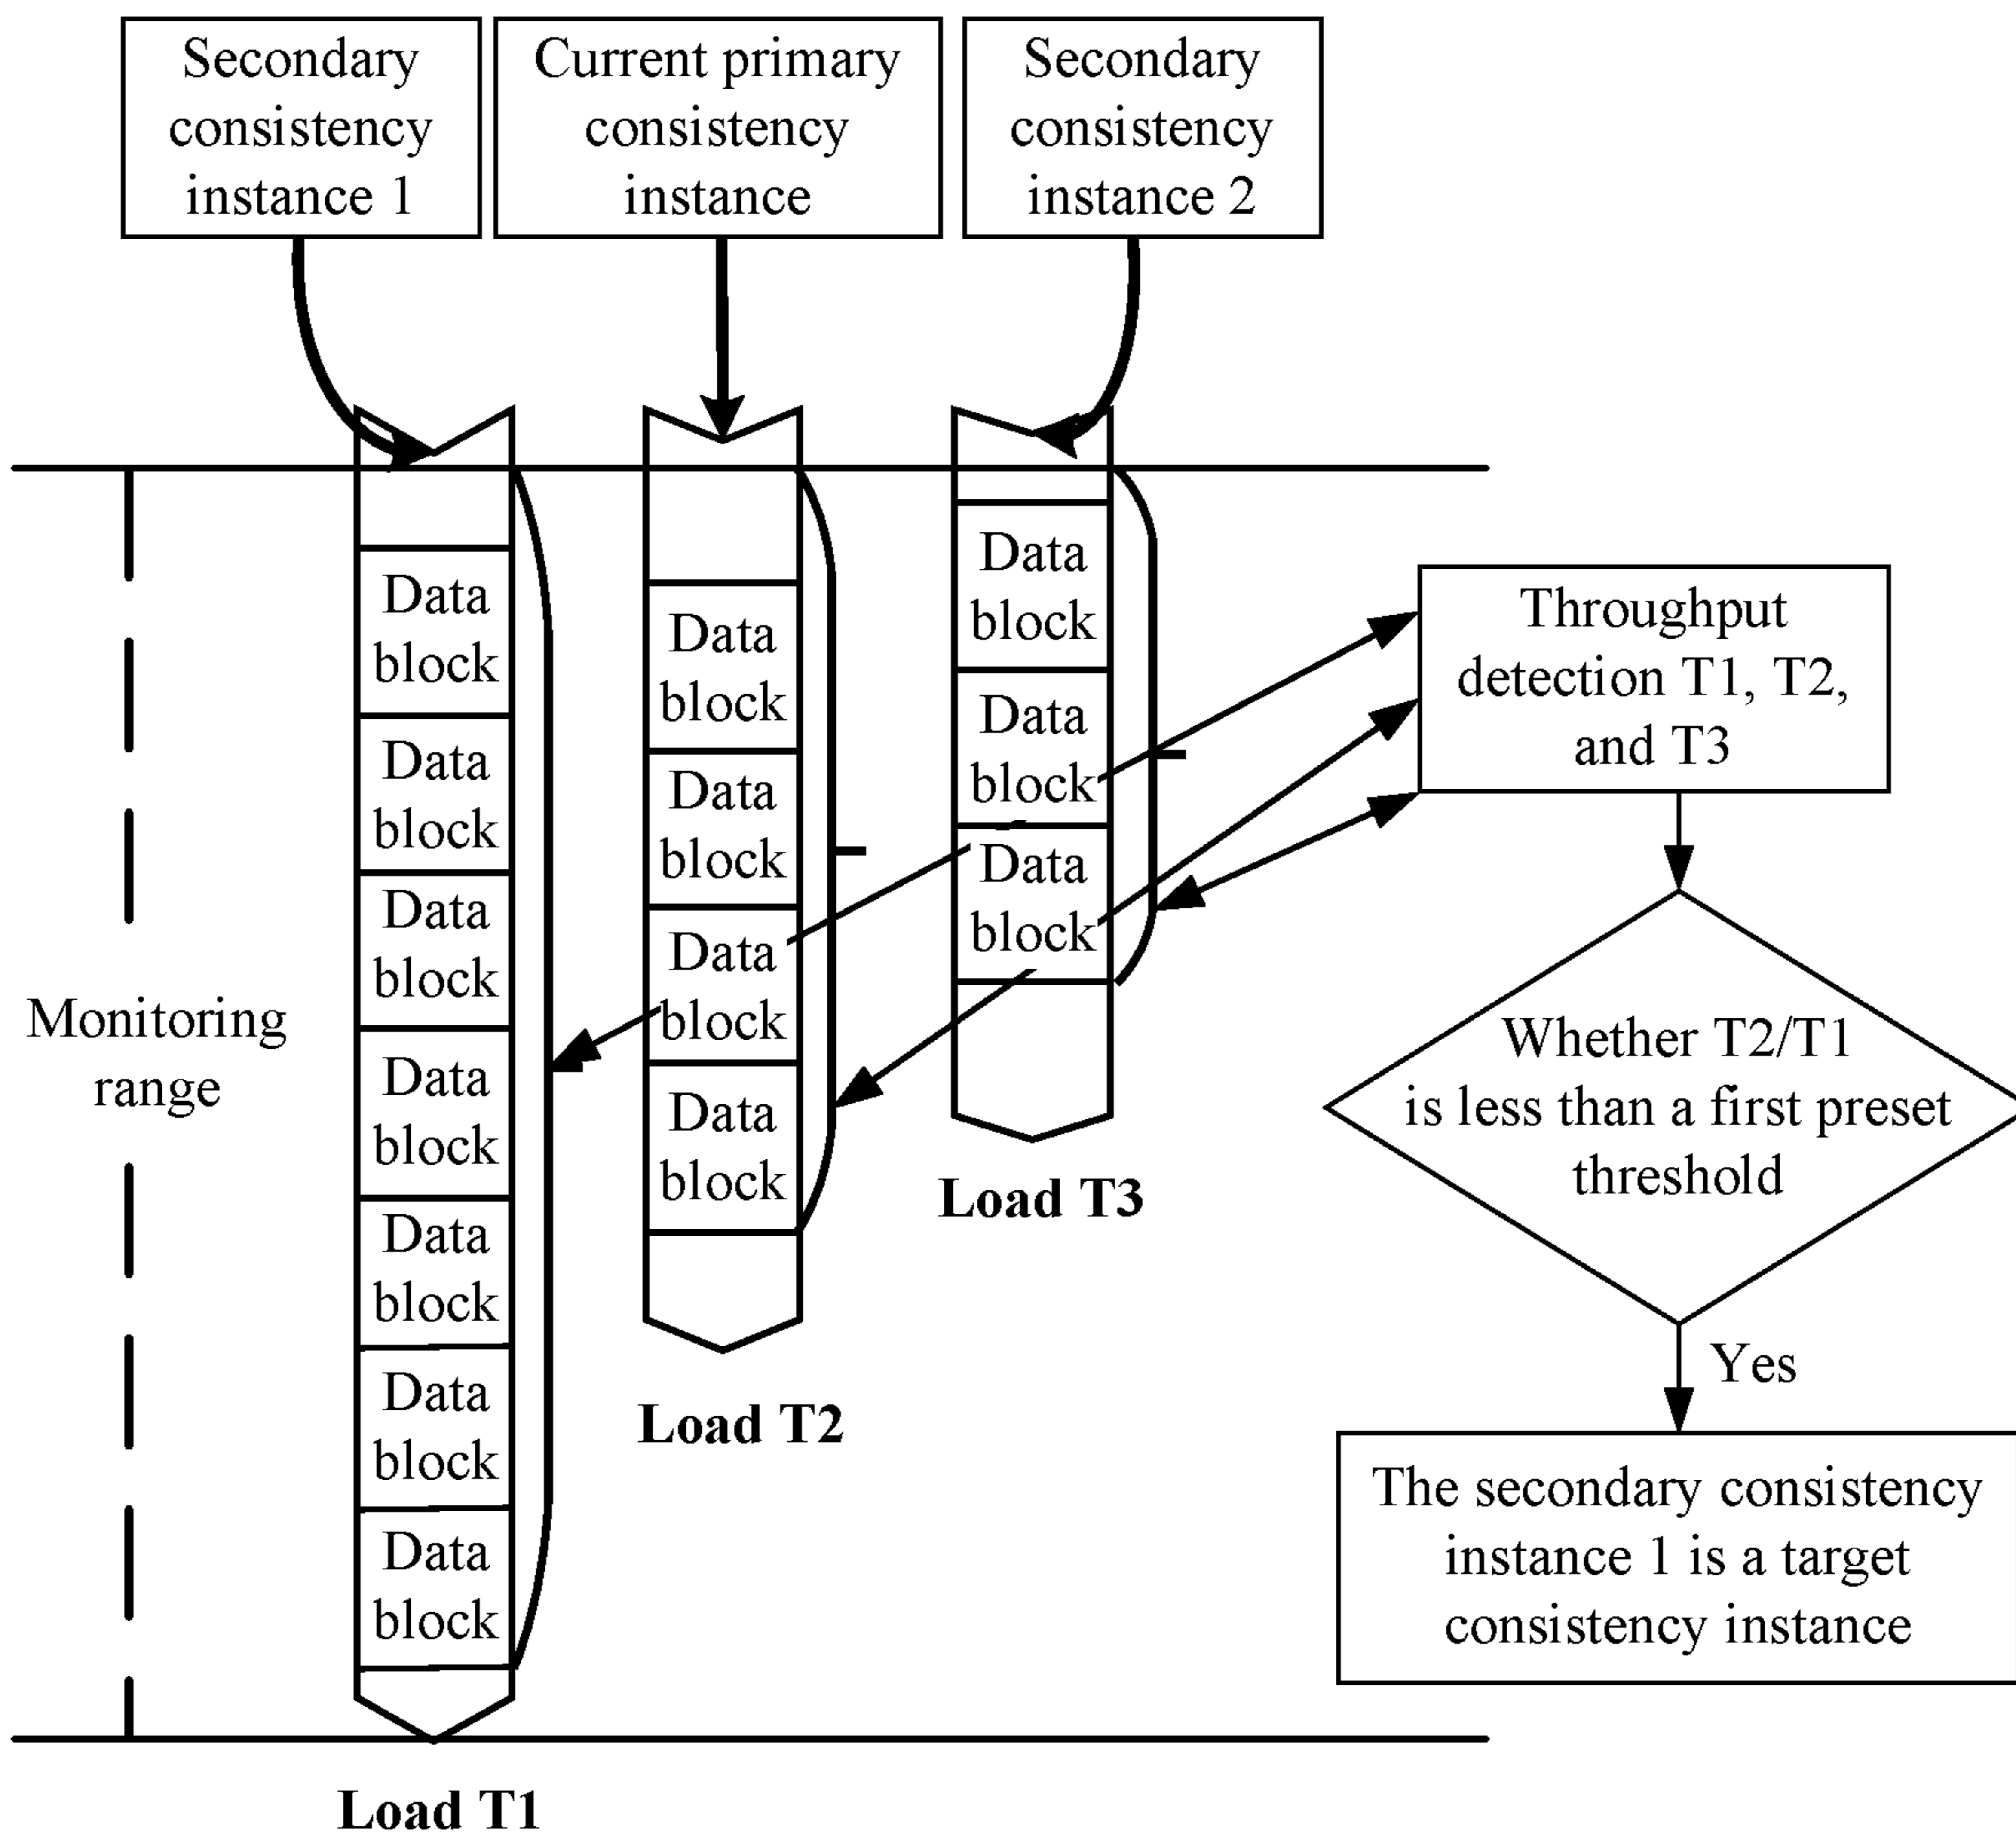 Secondary
consistency
instance 1
Current primary
consistency
instance
Secondary
consistency
instance 2
Monitoring
range
Data
block
Data
block
Data
block
Data
block
Data
block
Data
block
Data
block
Load T1
Data
block
Data
block
Data
block
Data
block
Load T2
Data
block
Data
block
Data
block
Load T3
Throughput
detection T1, T2,
and T3
Whether T2/T1
is less than a first preset
threshold
Yes
The secondary consistency
instance 1 is a target
consistency instance